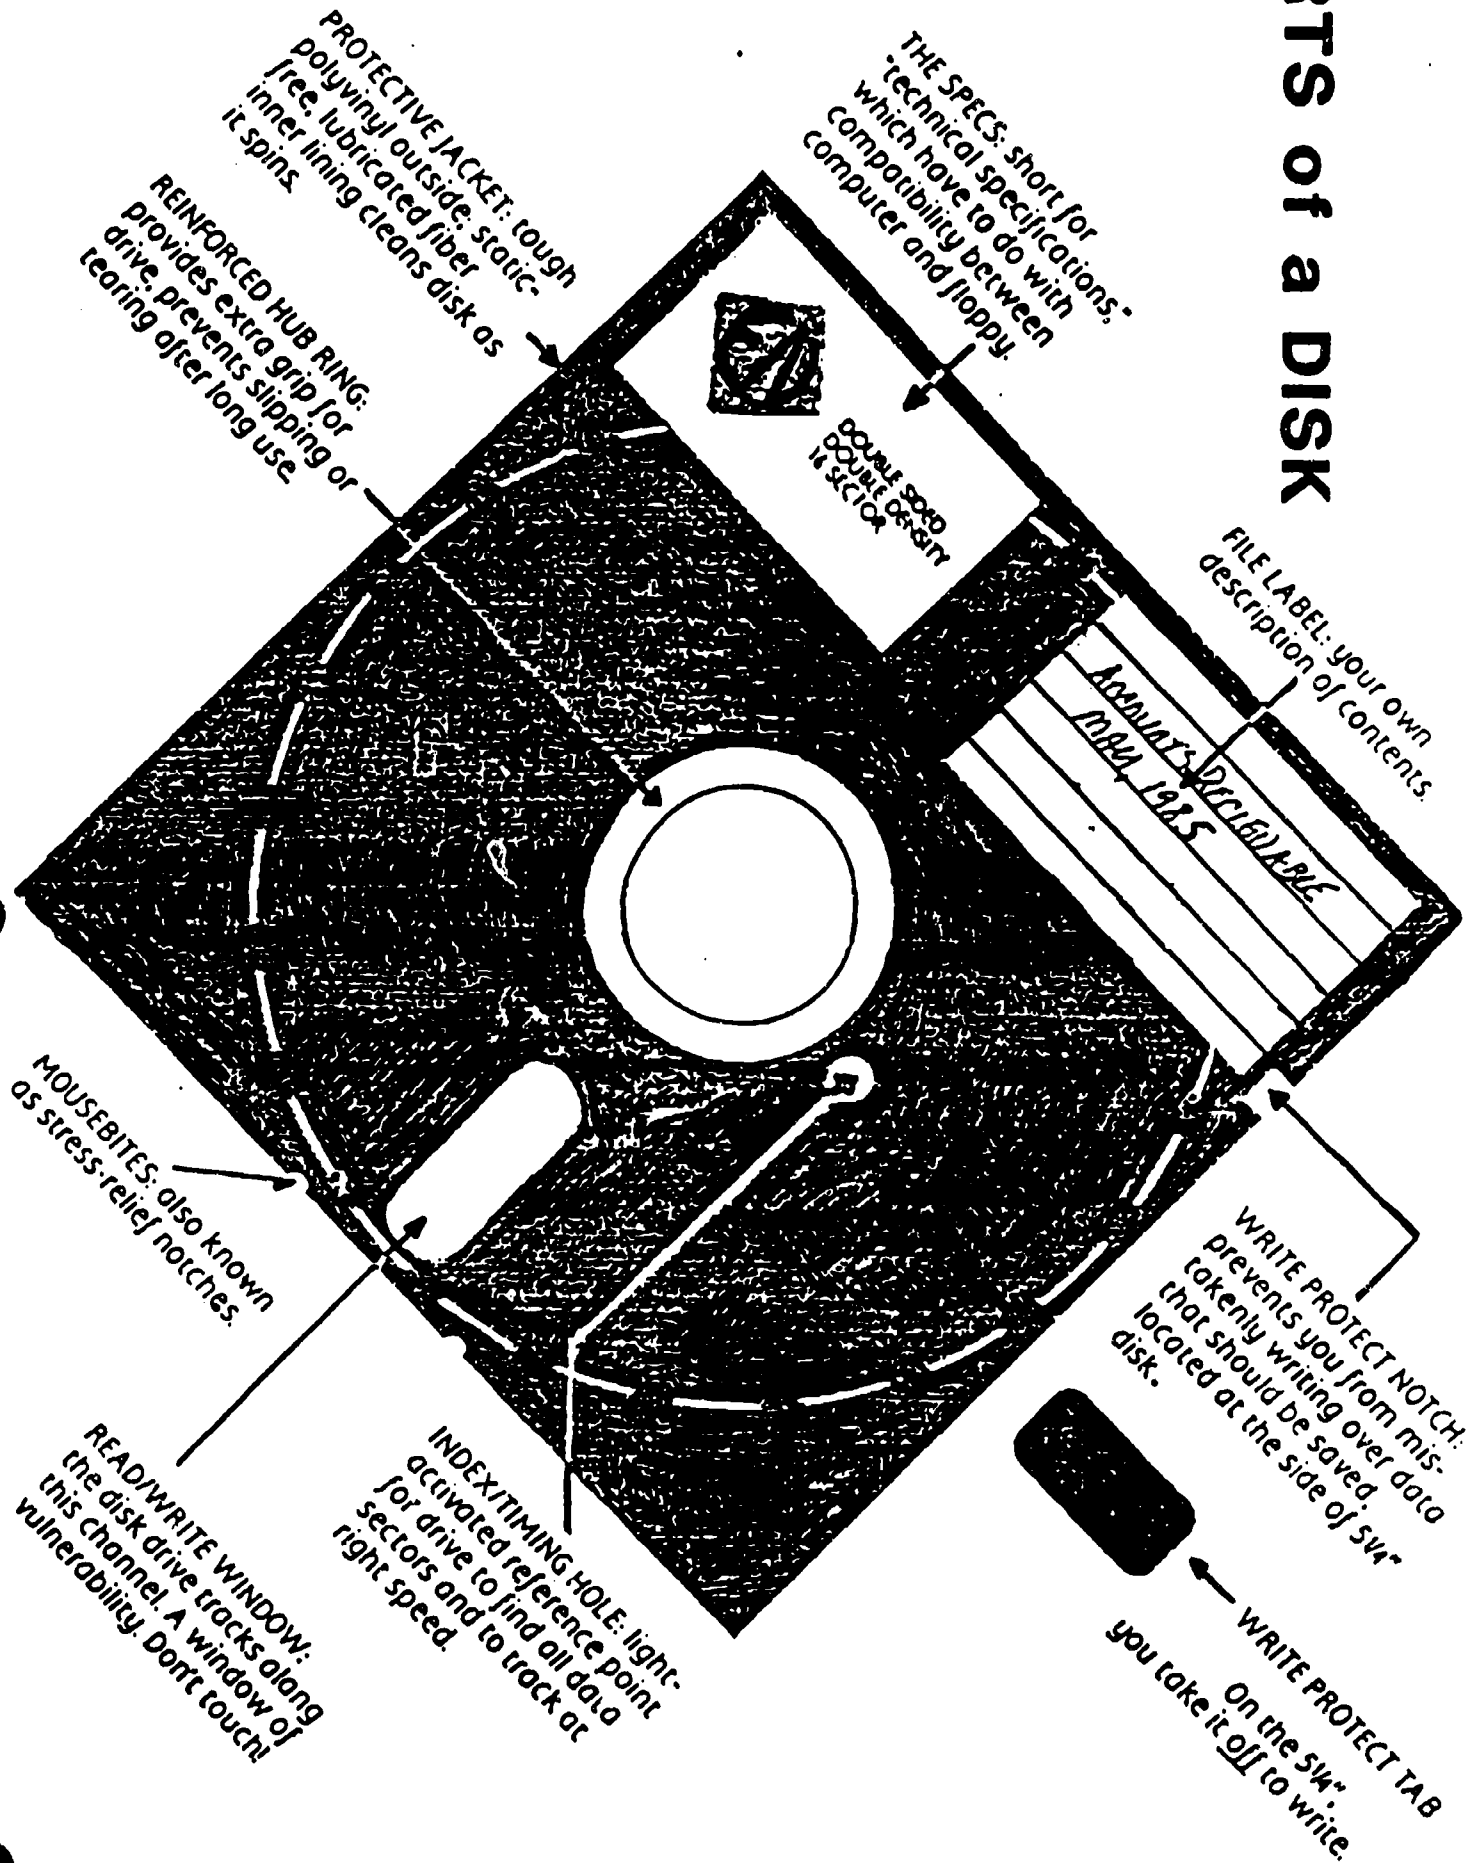 RTS of a DISK
THE SPECS: short for
"technical specifications,"
which have to do with
compatibility between
computer and floppy.
PROTECTIVE JACKET: tough
polyvinyl outside; static-
free, lubricated fiber
inner lining cleans disk as
it spins.
REINFORCED HUB RING:
provides extra grip for
drive, prevents slipping or
tearing after long use.
DOUBLE SIDED
DOUBLE DENSITY
16 SECTOR
FILE LABEL: your own
description of contents.
MAY, 1985
MOUSEBITES: also known
as stress-relief notches.
READ/WRITE WINDOW:
the disk drive tracks along
this channel. A window of
vulnerability. Don't touch!
INDEX/TIMING HOLE: light-
activated reference point
for drive to find all data
sectors and to track at
right speed.
WRITE PROTECT NOTCH:
prevents you from mis-
takenly writing over data
that should be saved.
located at the side of 5¼"
disk.
WRITE PROTECT TAB
On the 5¼",
you take it off to write.